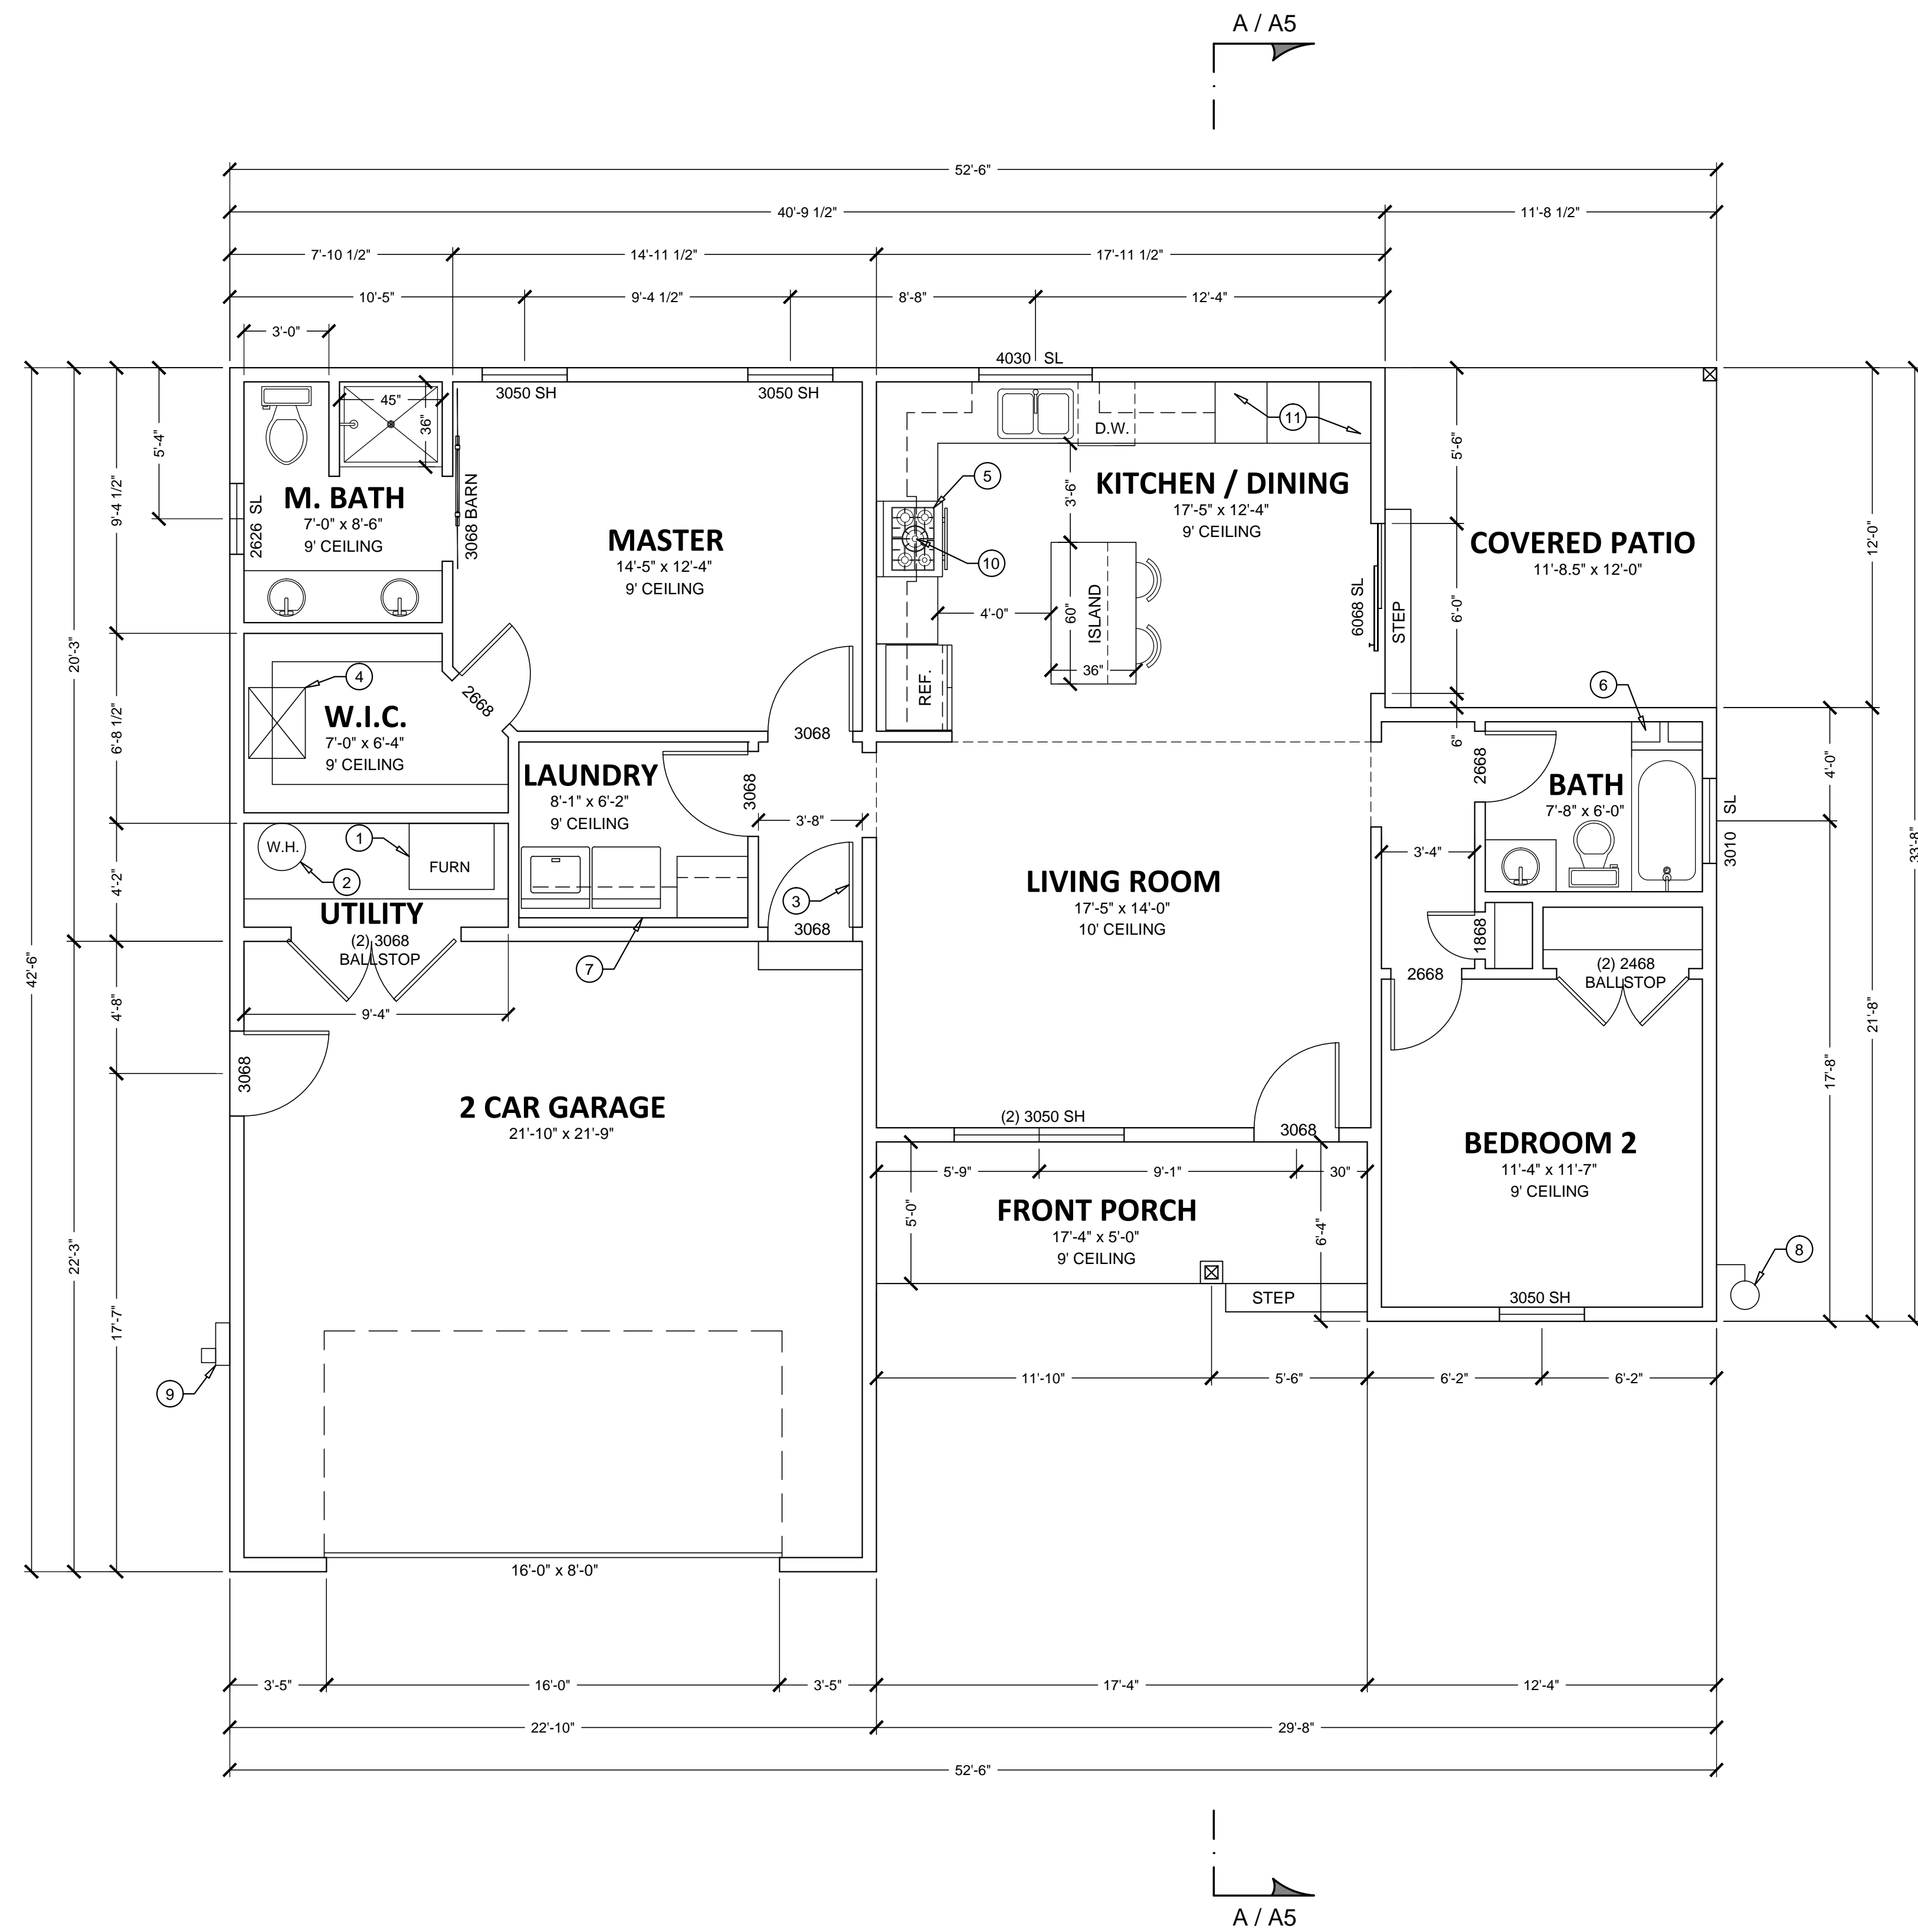 A / A5
52'-6"
40'-9 1/2"
11'-8 1/2"
7'-10 1/2"
14'-11 1/2"
17'-11 1/2"
10'-5"
9'-4 1/2"
8'-8"
12'-4"
3'-0"
42'-6"
20'-3"
22'-3"
9'-4 1/2"
6'-8 1/2"
4'-2"
4'-8"
17'-7"
5'-4"
2626 SL
45"
36"
M. BATH
7'-0" x 8'-6"
9' CEILING
3068 BARN
3050 SH
3050 SH
MASTER
14'-5" x 12'-4"
9' CEILING
2668
3068
4
W.I.C.
7'-0" x 6'-4"
9' CEILING
LAUNDRY
8'-1" x 6'-2"
9' CEILING
3068
3'-8"
3
3068
7
W.H.
1
FURN
2
UTILITY
(2) 3068
BALLSTOP
9'-4"
3068
4030 SL
D.W.
11
5
10
3'-6"
KITCHEN / DINING
17'-5" x 12'-4"
9' CEILING
4'-0"
60"
ISLAND
36"
REF.
6068 SL
STEP
5'-6"
6'-0"
6"
COVERED PATIO
11'-8.5" x 12'-0"
6
12'-0"
21'-8"
33'-8"
4'-0"
17'-8"
2668
BATH
7'-8" x 6'-0"
3010 SL
3'-4"
1868
2668
(2) 2468
BALLSTOP
LIVING ROOM
17'-5" x 14'-0"
10' CEILING
(2) 3050 SH
3068
2 CAR GARAGE
21'-10" x 21'-9"
5'-9"
9'-1"
30"
5'-0"
6'-4"
FRONT PORCH
17'-4" x 5'-0"
9' CEILING
STEP
BEDROOM 2
11'-4" x 11'-7"
9' CEILING
3050 SH
8
9
11'-10"
5'-6"
6'-2"
6'-2"
16'-0" x 8'-0"
3'-5"
16'-0"
3'-5"
17'-4"
12'-4"
22'-10"
29'-8"
52'-6"
A / A5